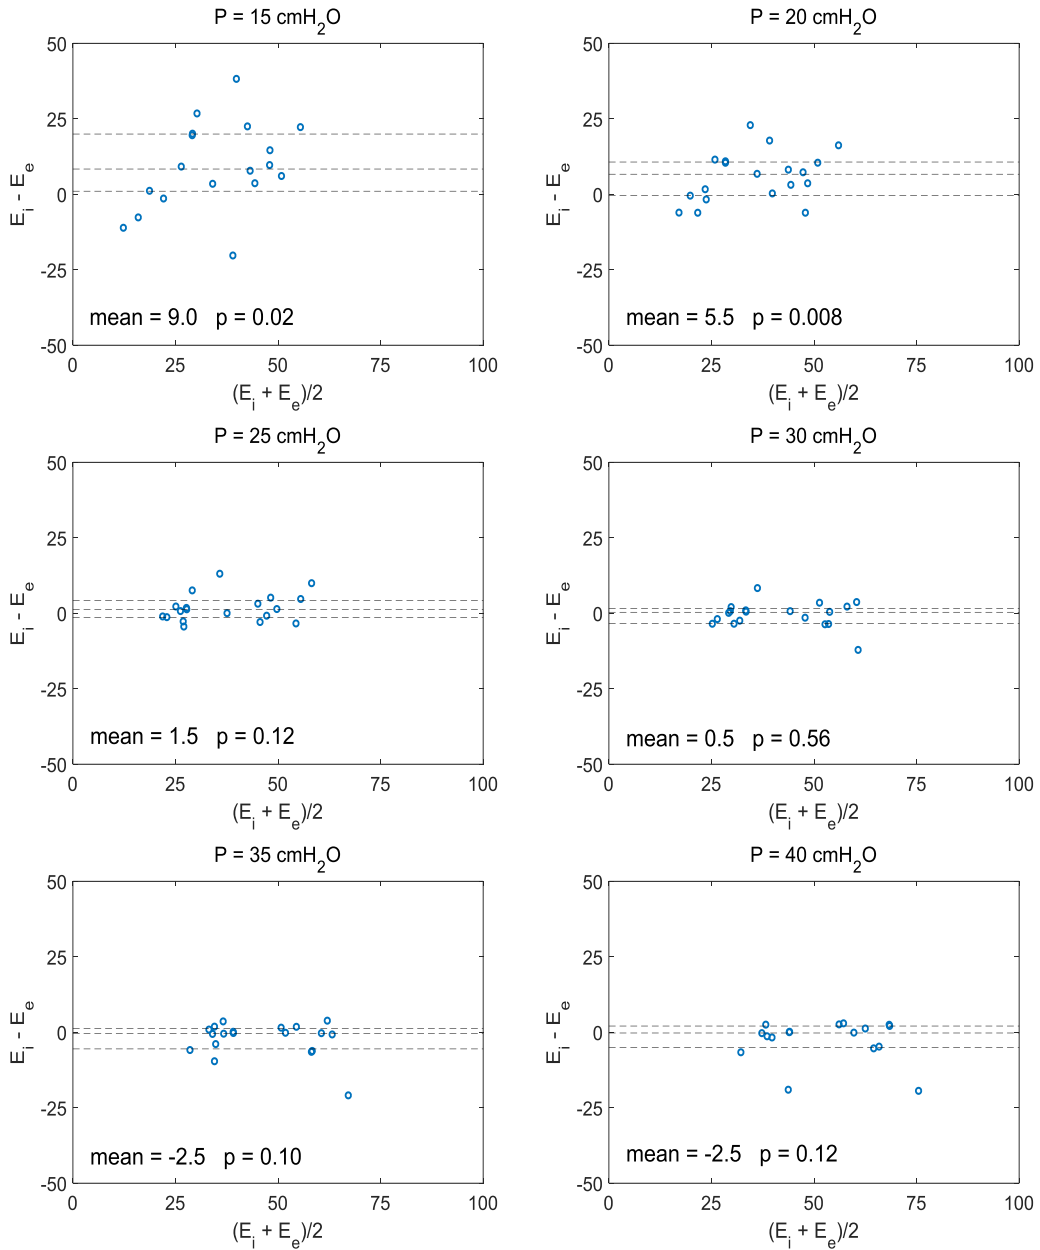 P = 15 cmH2O
50
25
0
-25
-50
Ei - Ee
mean = 9.0 p = 0.02
0 25 50 75 100
(Ei + Ee)/2
P = 20 cmH2O
50
25
0
-25
-50
Ei - Ee
mean = 5.5 p = 0.008
0 25 50 75 100
(Ei + Ee)/2
P = 25 cmH2O
50
25
0
-25
-50
Ei - Ee
mean = 1.5 p = 0.12
0 25 50 75 100
(Ei + Ee)/2
P = 30 cmH2O
50
25
0
-25
-50
Ei - Ee
mean = 0.5 p = 0.56
0 25 50 75 100
(Ei + Ee)/2
P = 35 cmH2O
50
25
0
-25
-50
Ei - Ee
mean = -2.5 p = 0.10
0 25 50 75 100
(Ei + Ee)/2
P = 40 cmH2O
50
25
0
-25
-50
Ei - Ee
mean = -2.5 p = 0.12
0 25 50 75 100
(Ei + Ee)/2